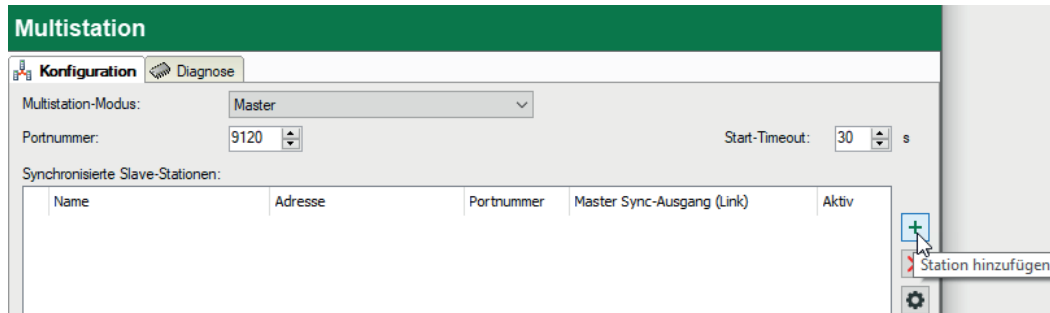 Multistation
Konfiguration Diagnose
Multistation-Modus: Master
Portnummer: 9120 Start-Timeout: 30 s
Synchronisierte Slave-Stationen:
Name Adresse Portnummer Master Sync-Ausgang (Link) Aktiv
Station hinzufügen